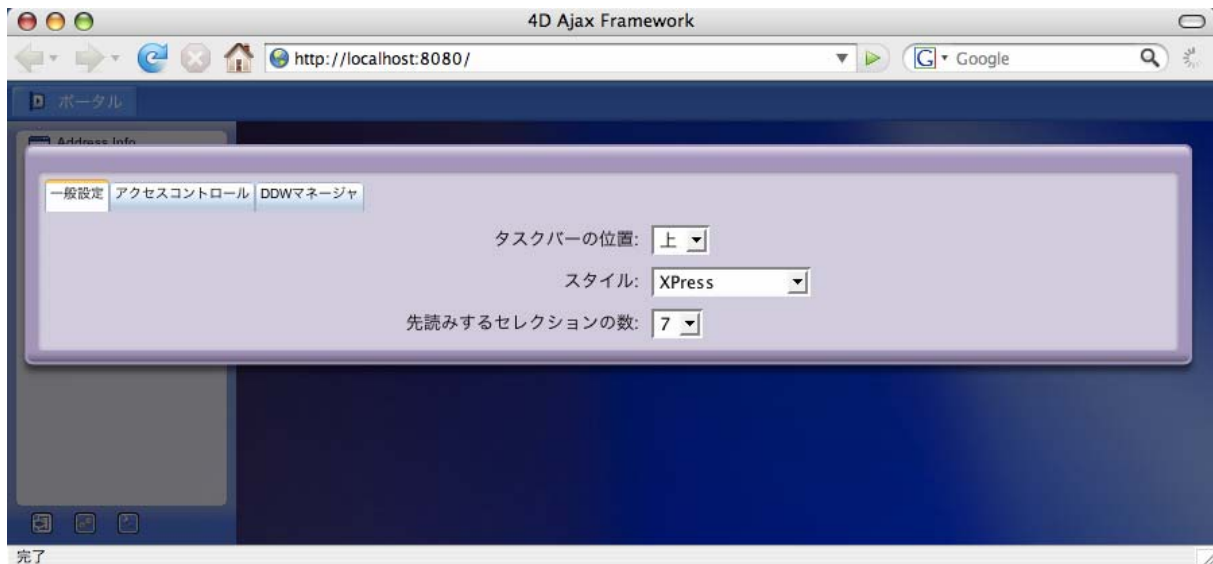 4D Ajax Framework
http://localhost:8080/
G Google
ポータル
Address Info
一般設定 アクセスコントロール DDWマネージャ
タスクバーの位置: 上
スタイル: XPress
先読みするセレクションの数: 7
完了